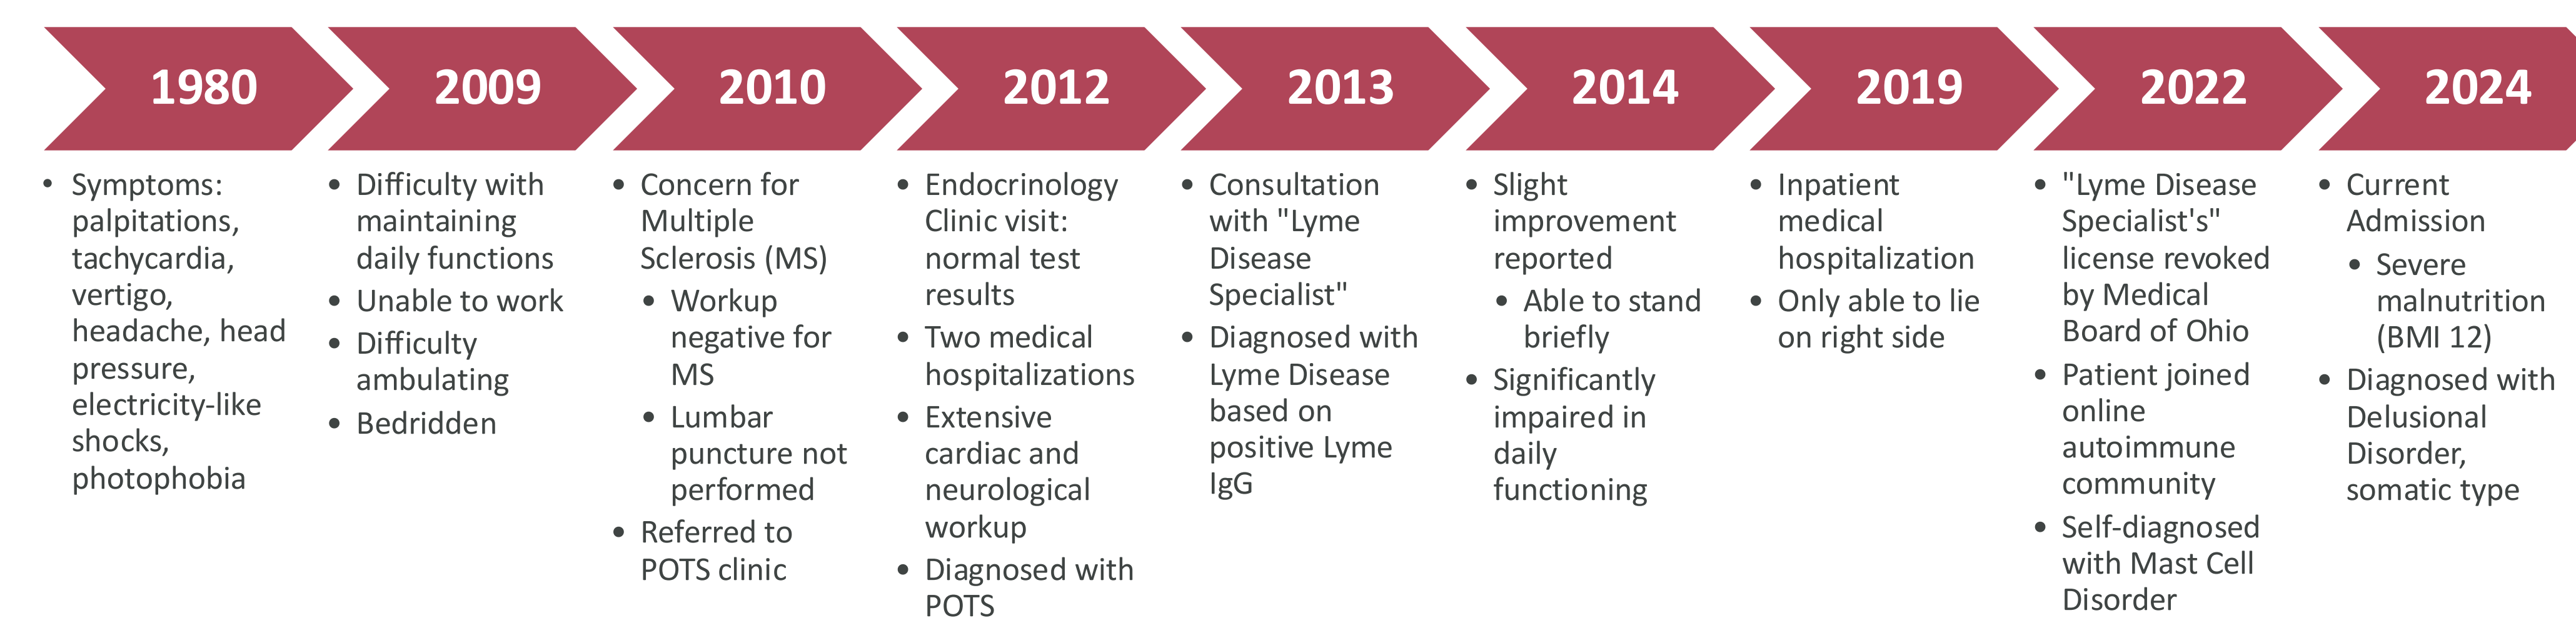 1980
• Symptoms:
palpitations,
tachycardia,
vertigo,
headache, head
pressure,
electricity-like
shocks,
photophobia
2009
• Difficulty with
maintaining
daily functions
• Unable to work
• Difficulty
ambulating
• Bedridden
2010
• Concern for
Multiple
Sclerosis (MS)
• Workup
negative for
MS
• Lumbar
puncture not
performed
• Referred to
POTS clinic
2012
• Endocrinology
Clinic visit:
normal test
results
• Two medical
hospitalizations
• Extensive
cardiac and
neurological
workup
• Diagnosed with
POTS
2013
• Consultation
with "Lyme
Disease
Specialist"
• Diagnosed with
Lyme Disease
based on
positive Lyme
IgG
2014
• Slight
improvement
reported
• Able to stand
briefly
• Significantly
impaired in
daily
functioning
2019
• Inpatient
medical
hospitalization
• Only able to lie
on right side
2022
• "Lyme Disease
Specialist's"
license revoked
by Medical
Board of Ohio
• Patient joined
online
autoimmune
community
• Self-diagnosed
with Mast Cell
Disorder
2024
• Current
Admission
• Severe
malnutrition
(BMI 12)
• Diagnosed with
Delusional
Disorder,
somatic type